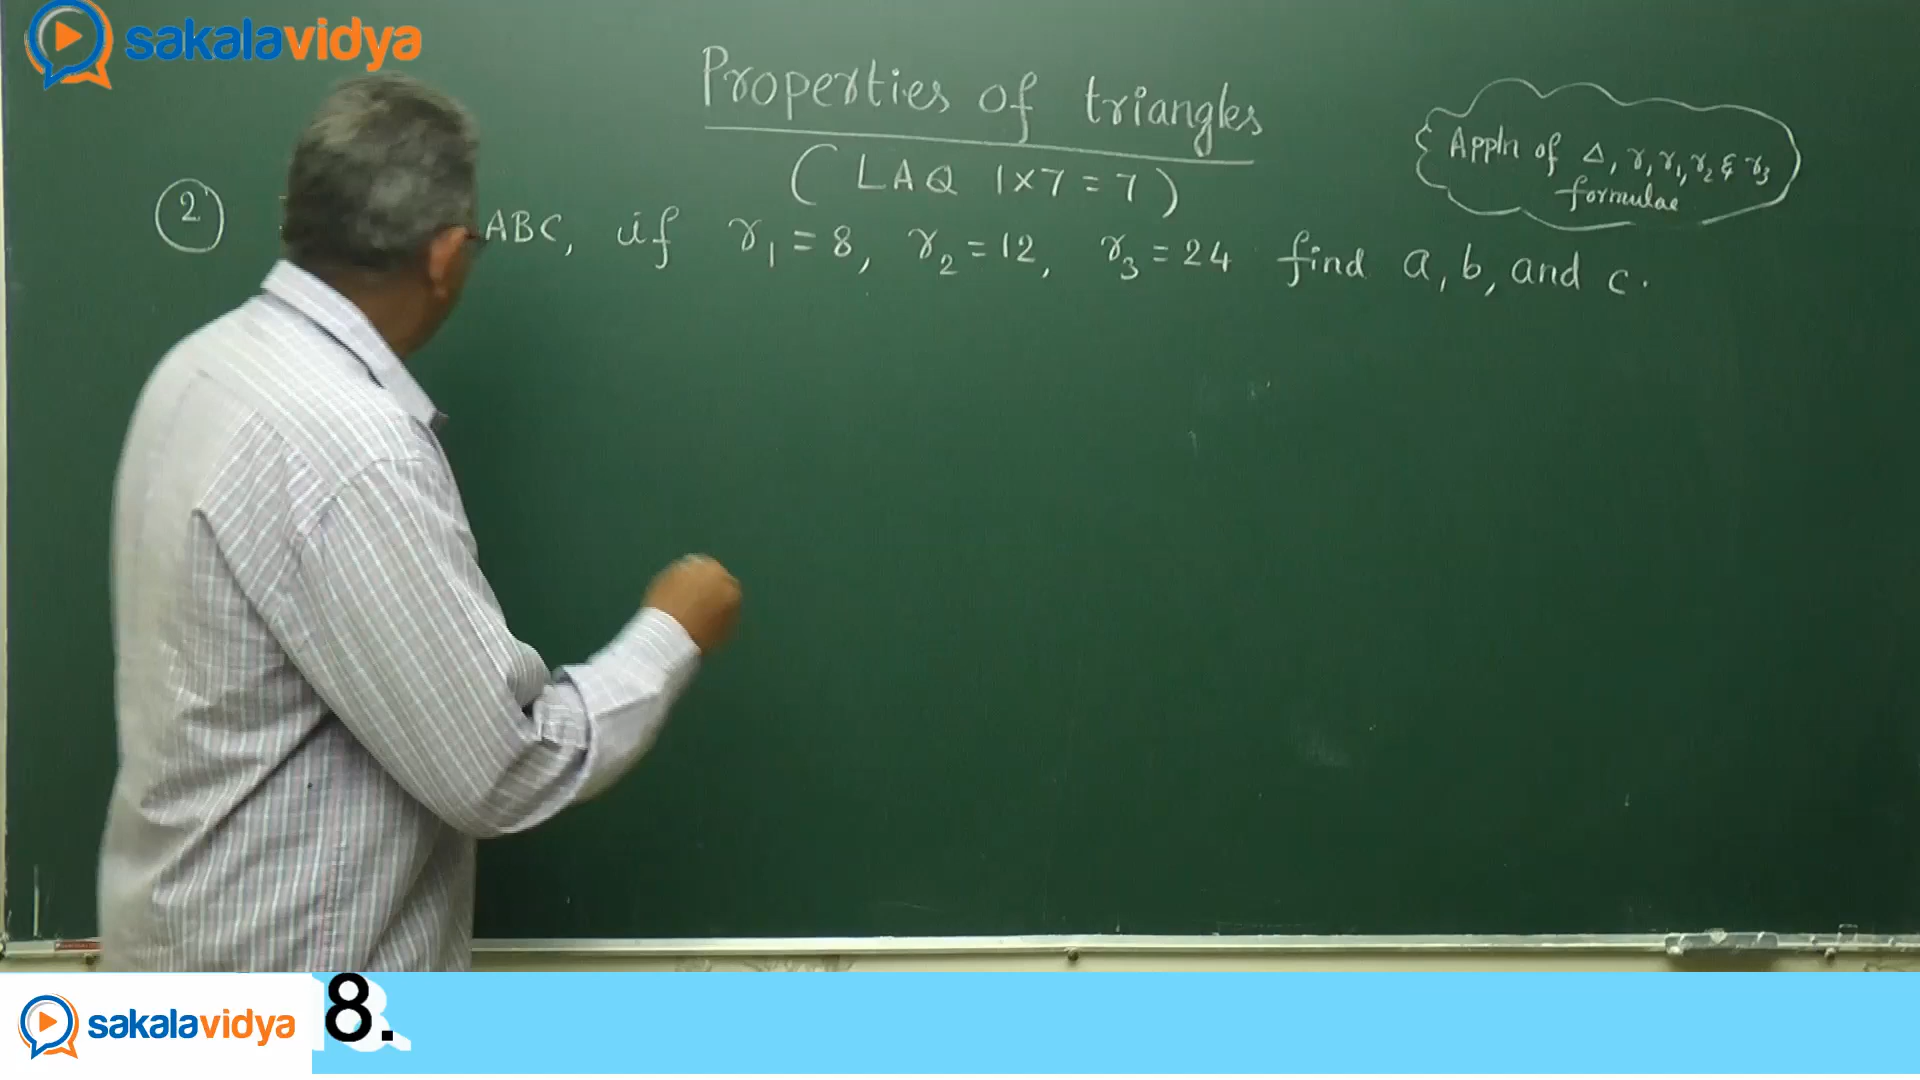 sakalavidya
Properties of triangles
(LAQ 1×7=7)
Appln of Δ, r, r₁, r₂ & r₃
formulae
2 ABC, if r₁ = 8, r₂ = 12, r₃ = 24 find a, b, and c.
sakalavidya 8.